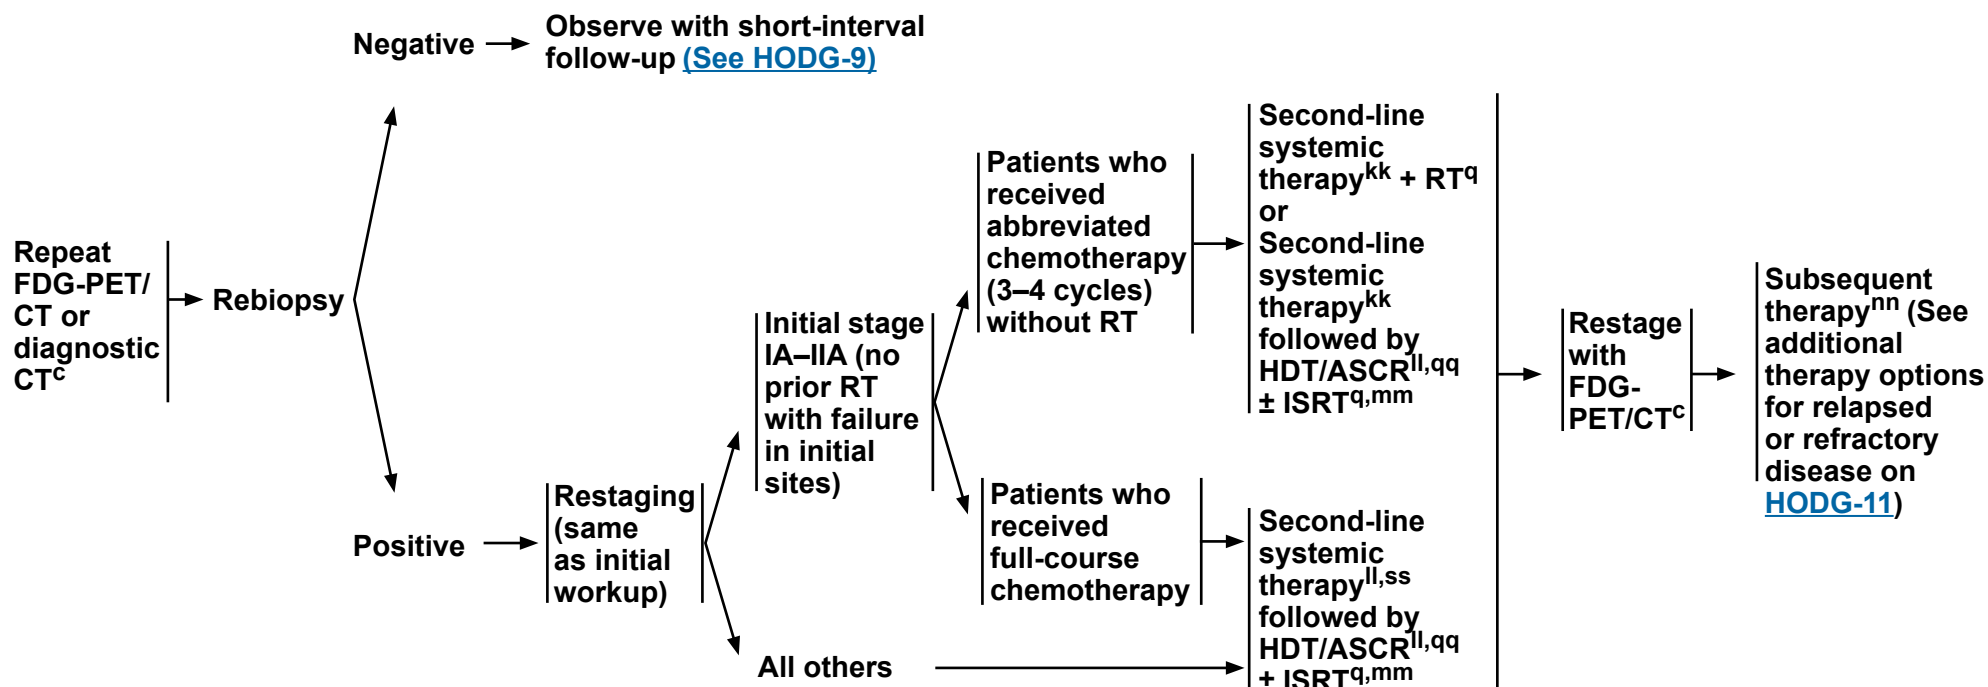 Repeat
FDG-PET/
CT or
diagnostic
CTc
Rebiopsy
Negative
Observe with short-interval
follow-up (See HODG-9)
Positive
Restaging
(same
as initial
workup)
Initial stage
IA–IIA (no
prior RT
with failure
in initial
sites)
All others
Patients who
received
abbreviated
chemotherapy
(3–4 cycles)
without RT
Patients who
received
full-course
chemotherapy
Second-line
systemic
therapykk + RTq
or
Second-line
systemic
therapykk
followed by
HDT/ASCRll,qq
± ISRTq,mm
Second-line
systemic
therapyll,ss
followed by
HDT/ASCRll,qq
± ISRTq,mm
Restage
with
FDG-
PET/CTc
Subsequent
therapynn (See
additional
therapy options
for relapsed
or refractory
disease on
HODG-11)